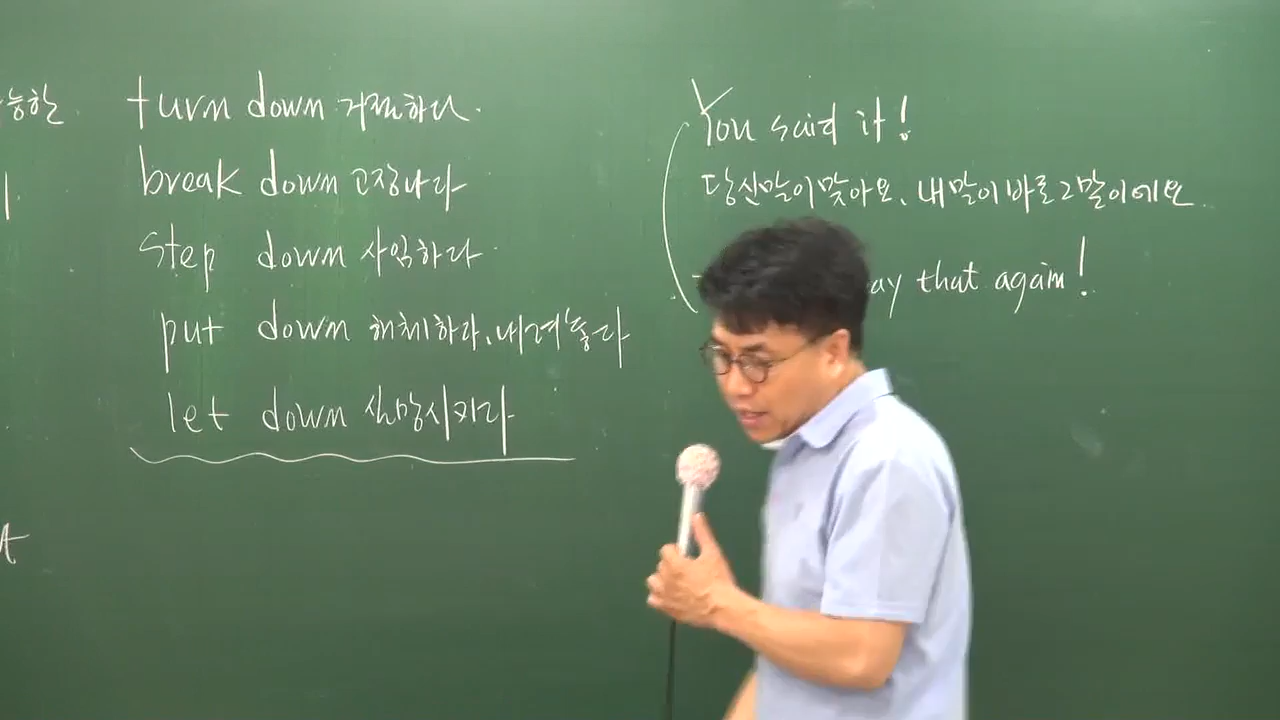 능한
turn down 거절하다.
break down 고장나다
step down 사임하다.
put down 해체하다, 내려놓다
let down 실망시키다
You said it!
당신말이맞아요, 내말이바로그말이에요.
ay that again!